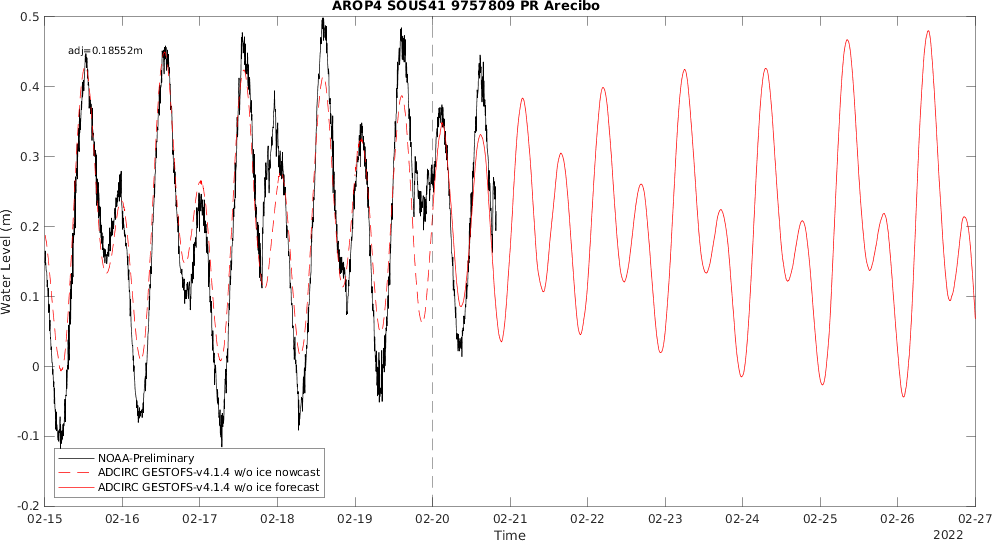 AROP4 SOUS41 9757809 PR Arecibo
adj=0.18552m
0.5
0.4
0.3
0.2
0.1
0
-0.1
-0.2
Water Level (m)
NOAA-Preliminary
ADCIRC GESTOFS-v4.1.4 w/o ice nowcast
ADCIRC GESTOFS-v4.1.4 w/o ice forecast
02-15 02-16 02-17 02-18 02-19 02-20 02-21 02-22 02-23 02-24 02-25 02-26 02-27
Time
2022